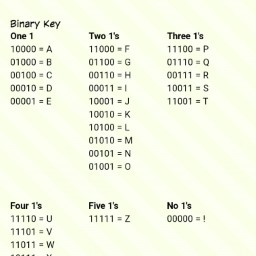 Binary Key
One 1
10000 = A
01000 = B
00100 = C
00010 = D
00001 = E
Two 1's
11000 = F
01100 = G
00110 = H
00011 = I
10001 = J
10010 = K
10100 = L
01010 = M
00101 = N
01001 = O
Three 1's
11100 = P
01110 = Q
00111 = R
10011 = S
11001 = T
Four 1's
11110 = U
11101 = V
11011 = W
Five 1's
11111 = Z
No 1's
00000 = !